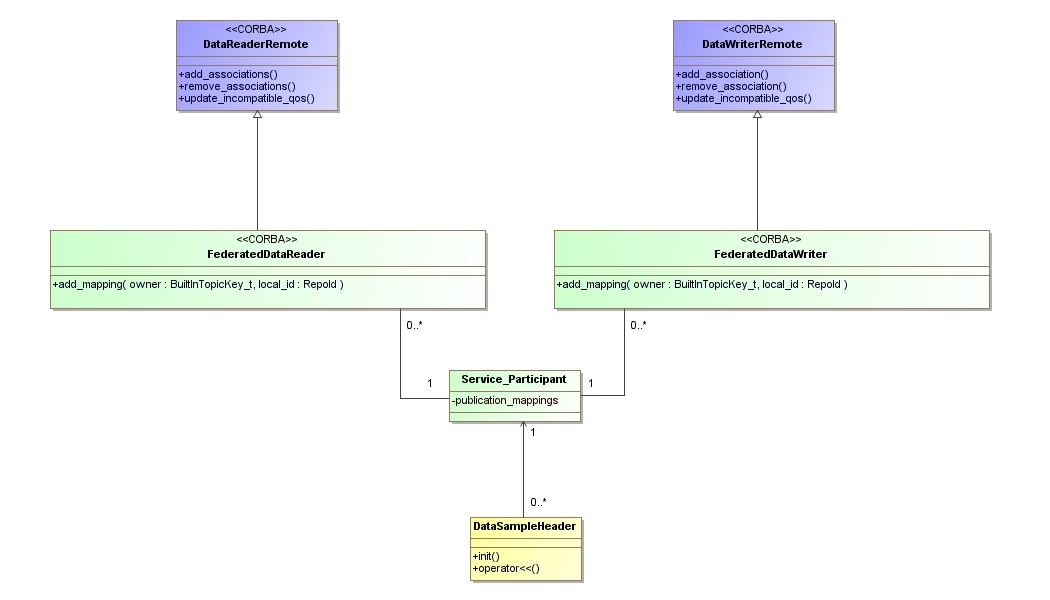 <<CORBA>>
DataReaderRemote
+add_associations()
+remove_associations()
+update_incompatible_qos()
<<CORBA>>
DataWriterRemote
+add_association()
+remove_association()
+update_incompatible_qos()
<<CORBA>>
FederatedDataReader
+add_mapping( owner : BuiltInTopicKey_t, local_id : RepoId )
<<CORBA>>
FederatedDataWriter
+add_mapping( owner : BuiltInTopicKey_t, local_id : RepoId )
0..*
0..*
1
1
Service_Participant
-publication_mappings
1
0..*
DataSampleHeader
+init()
+operator<<()